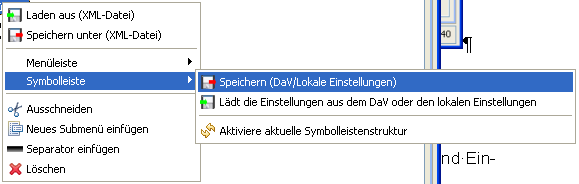 Laden aus (XML-Datei)
Speichern unter (XML-Datei)
40
¶
Menüleiste
Symbolleiste
Speichern (DaV/Lokale Einstellungen)
Lädt die Einstellungen aus dem DaV oder den lokalen Einstellungen
Aktiviere aktuelle Symbolleistenstruktur
Ausschneiden
Neues Submenü einfügen
Separator einfügen
Löschen
nd·Ein-